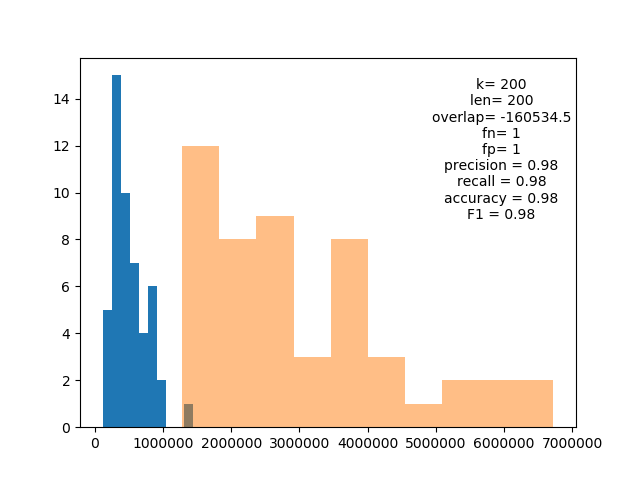 k= 200
len= 200
overlap= -160534.5
fn= 1
fp= 1
precision = 0.98
recall = 0.98
accuracy = 0.98
F1 = 0.98
14
12
10
8
6
4
2
0
0 1000000 2000000 3000000 4000000 5000000 6000000 7000000